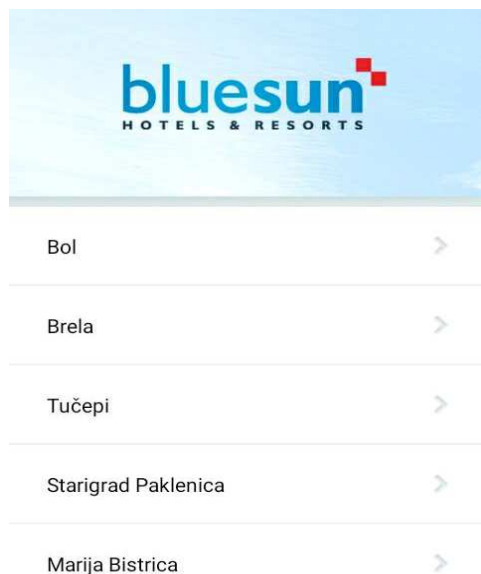 bluesun
HOTELS & RESORTS
Bol
Brela
Tučepi
Starigrad Paklenica
Marija Bistrica